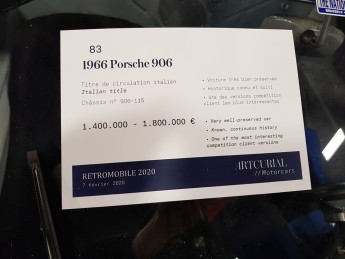 83
1966 Porsche 906
Titre de circulation italien
Italian title
Châssis n° 906-115
1.400.000 - 1.800.000 €
- Voiture très bien préservée
- Historique connu et suivi
- Une des versions compétition
client les plus intéressantes
- Very well-preserved car
- Known, continuous history
- One of the most interesting
competition client versions
RETROMOBILE 2020
7 février 2020
ARTCURIAL
//Motorcars